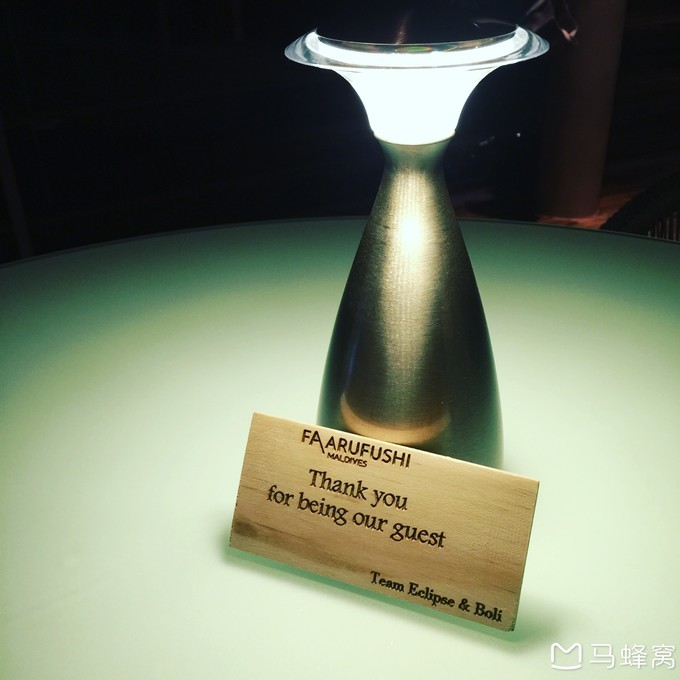 FAARUFUSHI
MALDIVES
Thank you
for being our guest
Team Eclipse & Boli
马蜂窝